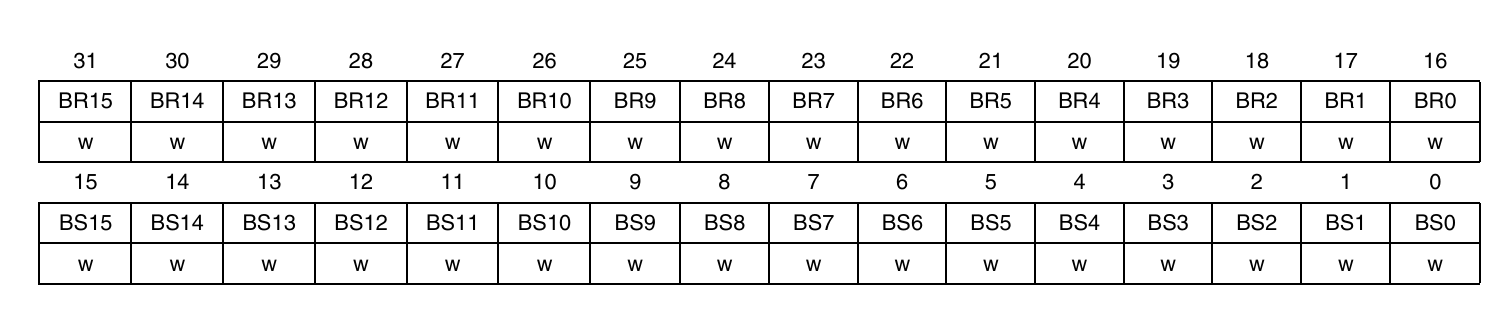 31 30 29 28 27 26 25 24 23 22 21 20 19 18 17 16
BR15 BR14 BR13 BR12 BR11 BR10 BR9 BR8 BR7 BR6 BR5 BR4 BR3 BR2 BR1 BR0
w w w w w w w w w w w w w w w w
15 14 13 12 11 10 9 8 7 6 5 4 3 2 1 0
BS15 BS14 BS13 BS12 BS11 BS10 BS9 BS8 BS7 BS6 BS5 BS4 BS3 BS2 BS1 BS0
w w w w w w w w w w w w w w w w